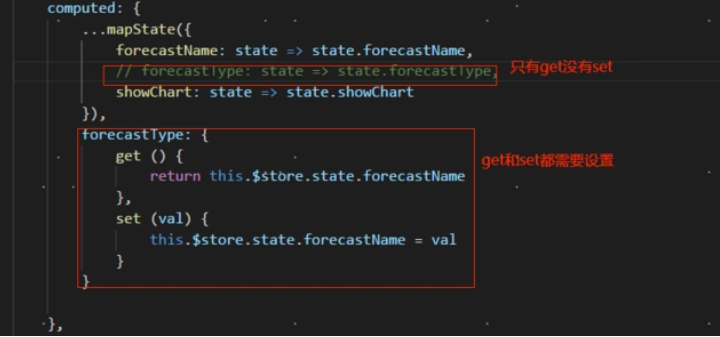 computed: {
...mapState({
forecastName: state => state.forecastName,
// forecastType: state => state.forecastType, 只有get没有set
showChart: state => state.showChart
}),
forecastType: {
get () { get和set都需要设置
return this.$store.state.forecastName
},
set (val) {
this.$store.state.forecastName = val
}
}
},